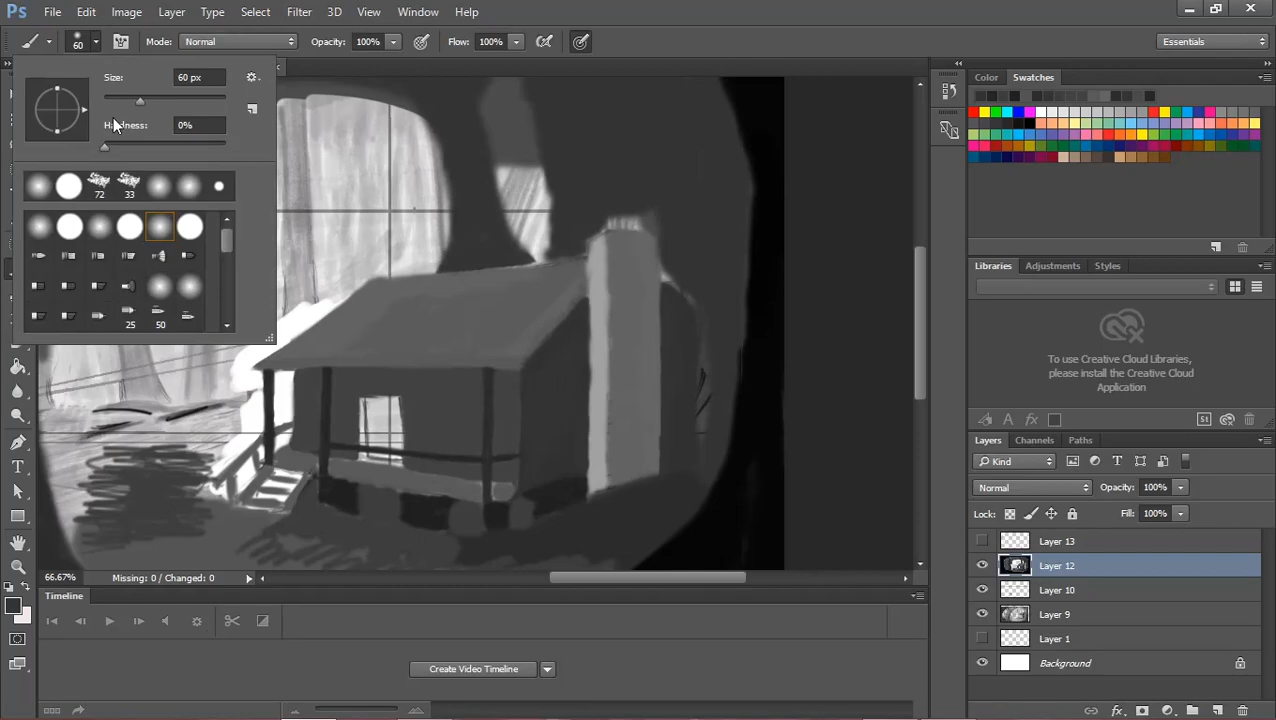 Ps File Edit Image Layer Type Select Filter 3D View Window Help
60 Mode: Normal Opacity: 100% Flow: 100% Essentials
Size: 60 px
Hardness: 0%
72 33
25 50
Color Swatches
Libraries Adjustments Styles
To use Creative Cloud Libraries,
please install the Creative Cloud
Application
St
Layers Channels Paths
Kind
Normal Opacity: 100%
Lock: Fill: 100%
Layer 13
Layer 12
Layer 10
Layer 9
Layer 1
Background
66.67% Missing: 0 / Changed: 0
Timeline
Create Video Timeline